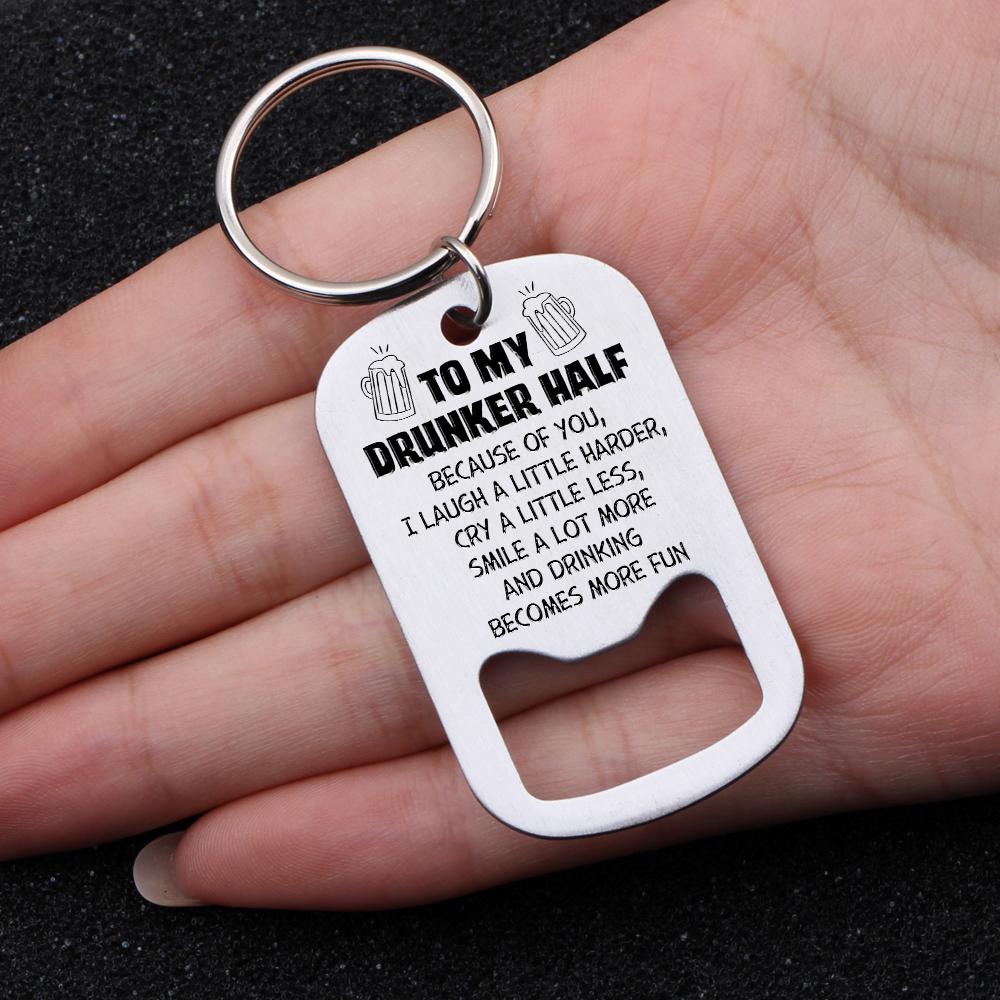 TO MY
DRUNKER HALF
BECAUSE OF YOU,
I LAUGH A LITTLE HARDER,
CRY A LITTLE LESS,
SMILE A LOT MORE
AND DRINKING
BECOMES MORE FUN